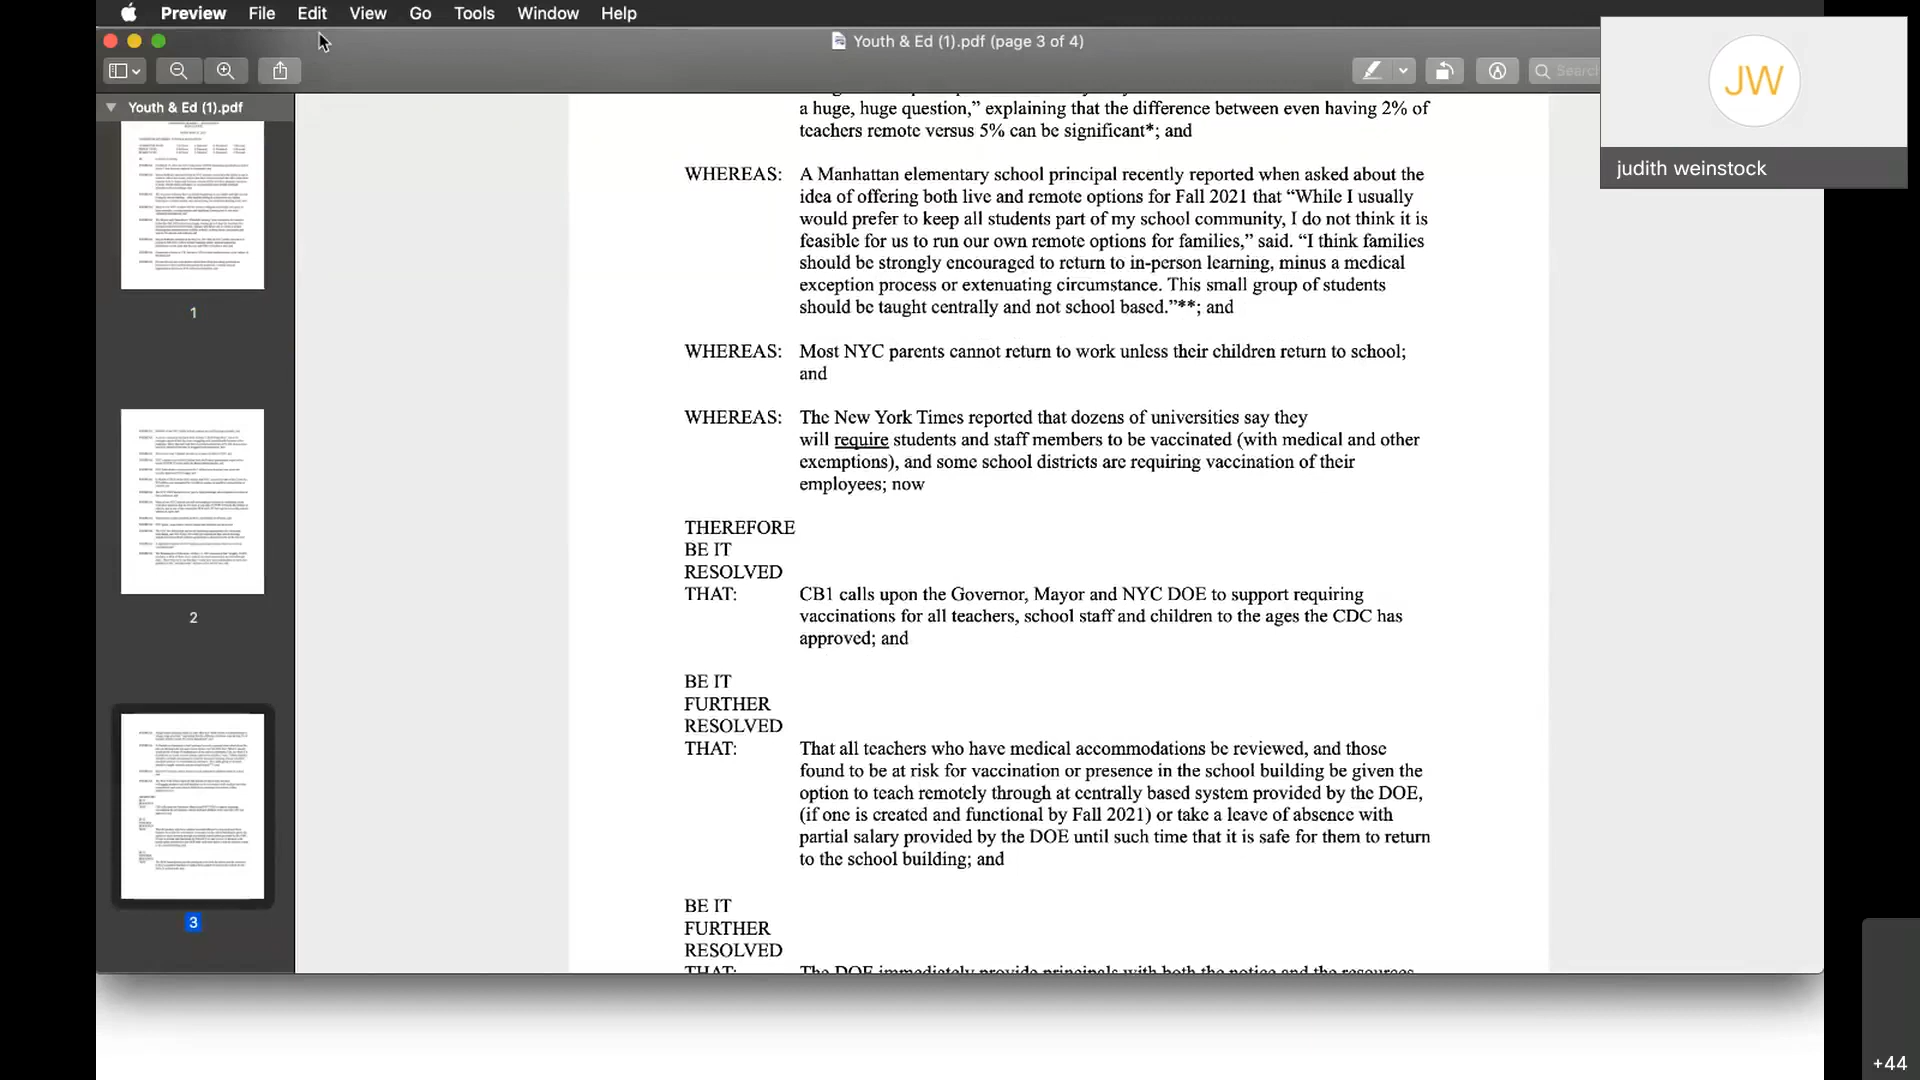 Preview File Edit View Go Tools Window Help
Youth & Ed (1).pdf (page 3 of 4)
Search
JW
judith weinstock
Youth & Ed (1).pdf
1
2
3
a huge, huge question,” explaining that the difference between even having 2% of
teachers remote versus 5% can be significant*; and
WHEREAS: A Manhattan elementary school principal recently reported when asked about the
idea of offering both live and remote options for Fall 2021 that “While I usually
would prefer to keep all students part of my school community, I do not think it is
feasible for us to run our own remote options for families,” said. “I think families
should be strongly encouraged to return to in-person learning, minus a medical
exception process or extenuating circumstance. This small group of students
should be taught centrally and not school based.”**; and
WHEREAS: Most NYC parents cannot return to work unless their children return to school;
and
WHEREAS: The New York Times reported that dozens of universities say they
will require students and staff members to be vaccinated (with medical and other
exemptions), and some school districts are requiring vaccination of their
employees; now
THEREFORE
BE IT
RESOLVED
THAT: CB1 calls upon the Governor, Mayor and NYC DOE to support requiring
vaccinations for all teachers, school staff and children to the ages the CDC has
approved; and
BE IT
FURTHER
RESOLVED
THAT: That all teachers who have medical accommodations be reviewed, and those
found to be at risk for vaccination or presence in the school building be given the
option to teach remotely through at centrally based system provided by the DOE,
(if one is created and functional by Fall 2021) or take a leave of absence with
partial salary provided by the DOE until such time that it is safe for them to return
to the school building; and
BE IT
FURTHER
RESOLVED
THAT: The DOE immediately provide principals with both the notice and the resources
+44